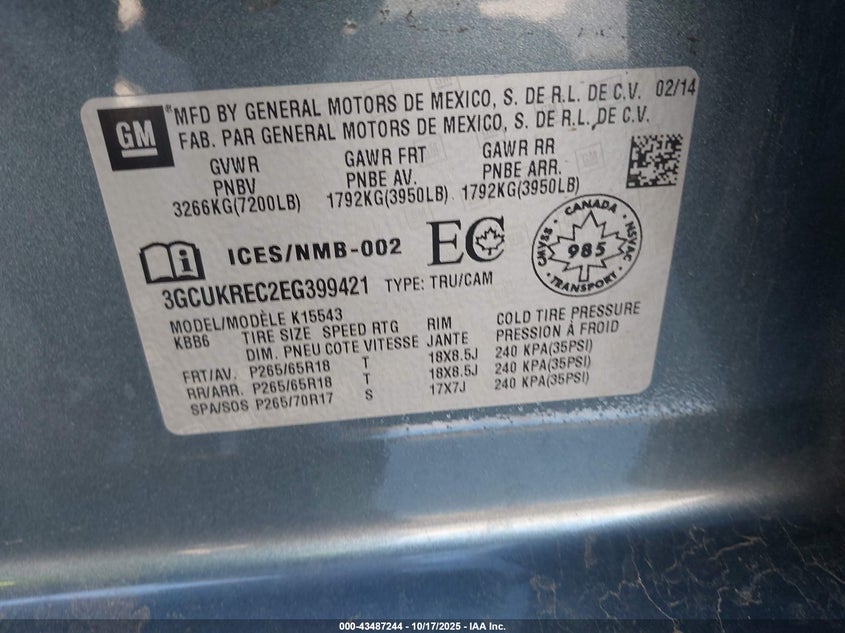 GM
®MFD BY GENERAL MOTORS DE MEXICO, S. DE R.L. DE C.V. 02/14
FAB. PAR GENERAL MOTORS DE MEXICO, S. DE R.L. DE C.V.
GVWR GAWR FRT GAWR RR
PNBV PNBE AV. PNBE ARR.
3266KG(7200LB) 1792KG(3950LB) 1792KG(3950LB)
i ICES/NMB-002 EC
CANADA
CMVSS 985 NSVAC
TRANSPORT
3GCUKREC2EG399421 TYPE: TRU/CAM
MODEL/MODÈLE K15543
KBB6 TIRE SIZE SPEED RTG RIM COLD TIRE PRESSURE
DIM. PNEU COTE VITESSE JANTE PRESSION À FROID
FRT/AV. P265/65R18 T 18X8.5J 240 KPA(35PSI)
RR/ARR. P265/65R18 T 18X8.5J 240 KPA(35PSI)
SPA/SOS P265/70R17 S 17X7J 240 KPA(35PSI)
000-43487244 - 10/17/2025 - IAA Inc.